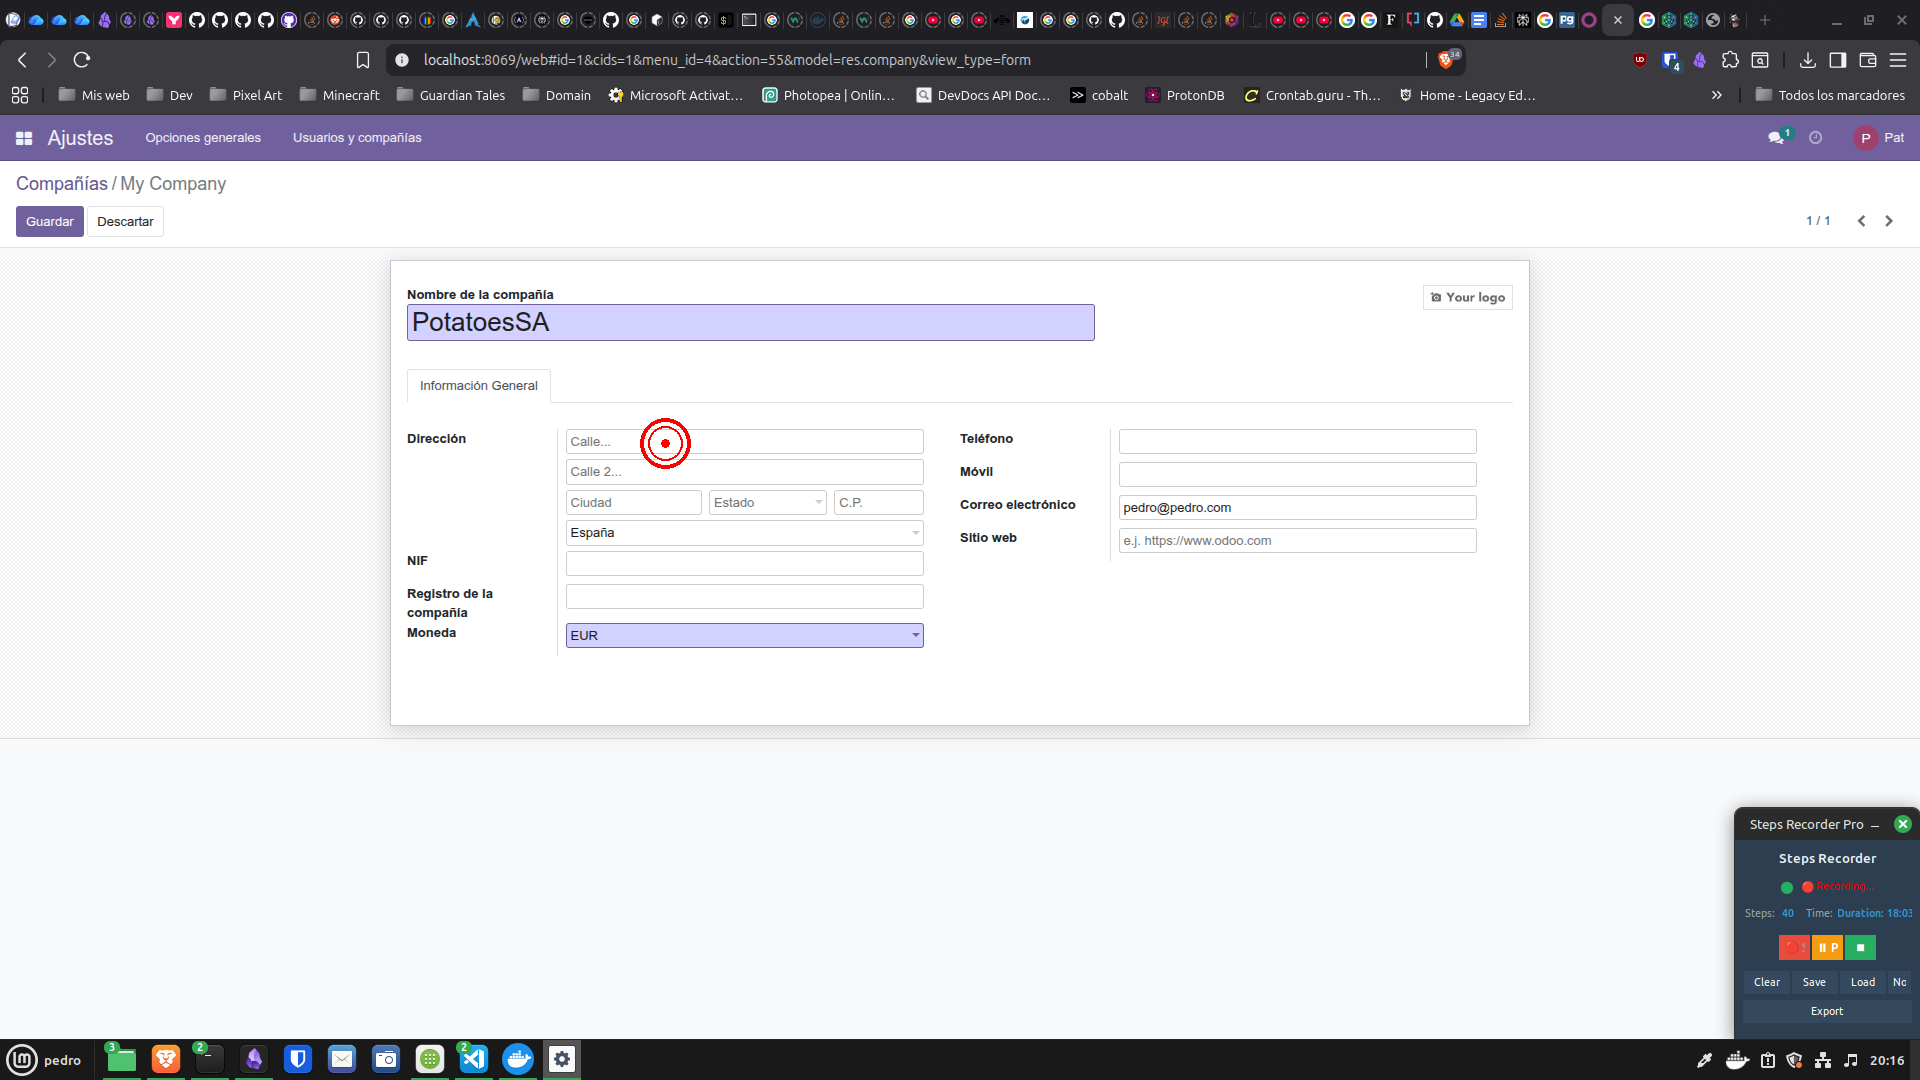 localhost:8069/web#id=1&cids=1&menu_id=4&action=55&model=res.company&view_type=form
34
4
Mis web
Dev
Pixel Art
Minecraft
Guardian Tales
Domain
Microsoft Activat...
Photopea | Onlin...
DevDocs API Doc...
cobalt
ProtonDB
Crontab.guru - Th...
Home - Legacy Ed...
Todos los marcadores
Ajustes
Opciones generales
Usuarios y compañías
1
P
Pat
Compañías / My Company
Guardar
Descartar
1 / 1
Nombre de la compañía
Your logo
PotatoesSA
Información General
Dirección
Calle...
Calle 2...
Ciudad
Estado
C.P.
España
NIF
Registro de la
compañía
Moneda
EUR
Teléfono
Móvil
Correo electrónico
pedro@pedro.com
Sitio web
e.j. https://www.odoo.com
Steps Recorder Pro
Steps Recorder
Recording...
Steps: 40 Time: Duration: 18:03
P
Clear
Save
Load
No
Export
pedro
3
2
2
20:16